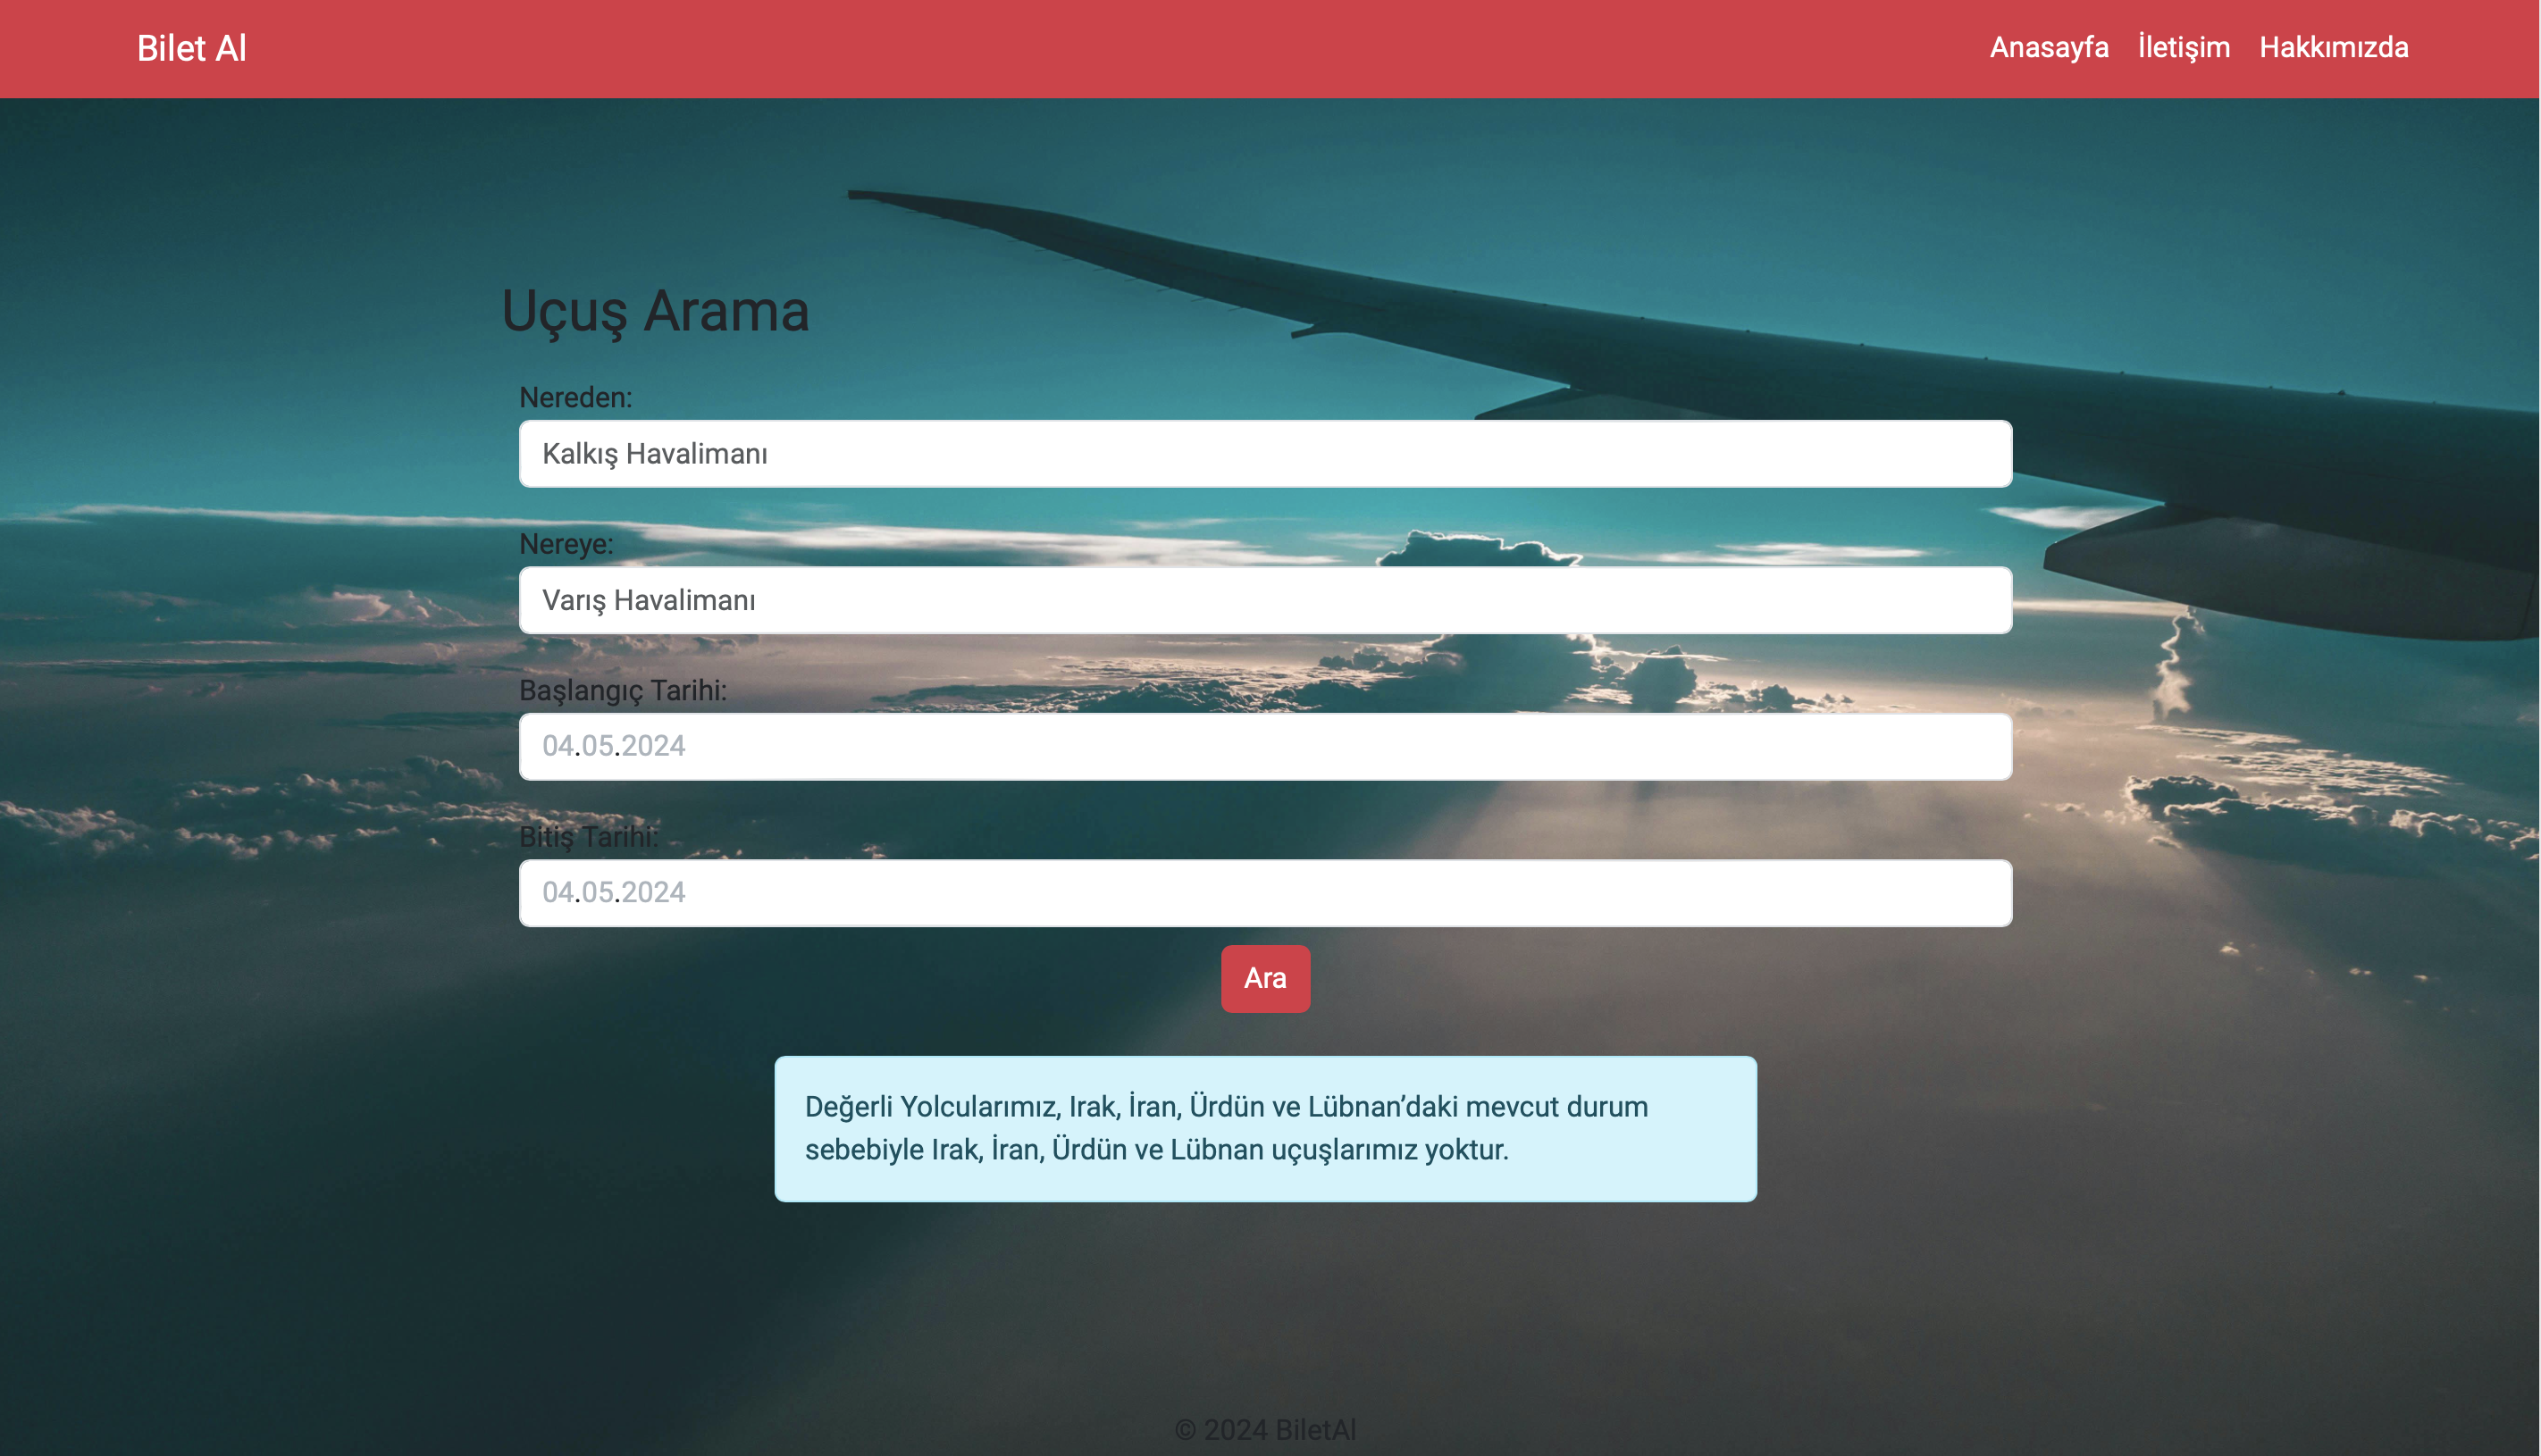 Bilet Al
Anasayfa İletişim Hakkımızda
Uçuş Arama
Nereden:
Kalkış Havalimanı
Nereye:
Varış Havalimanı
Başlangıç Tarihi:
04.05.2024
Bitiş Tarihi:
04.05.2024
Ara
Değerli Yolcularımız, Irak, İran, Ürdün ve Lübnan’daki mevcut durum
sebebiyle Irak, İran, Ürdün ve Lübnan uçuşlarımız yoktur.
© 2024 BiletAl